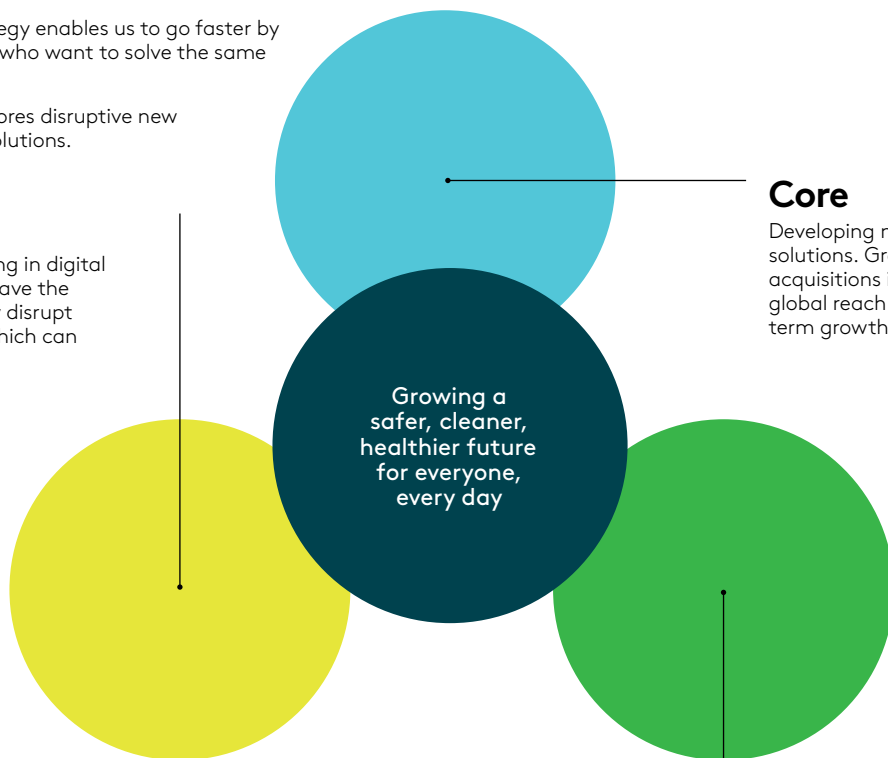 egy enables us to go faster by
who want to solve the same
ores disruptive new
olutions.
ng in digital
ave the
disrupt
hich can
Core
Developing
solutions. Gr
acquisitions
global reach
term growth
Growing a
safer, cleaner,
healthier future
for everyone,
every day